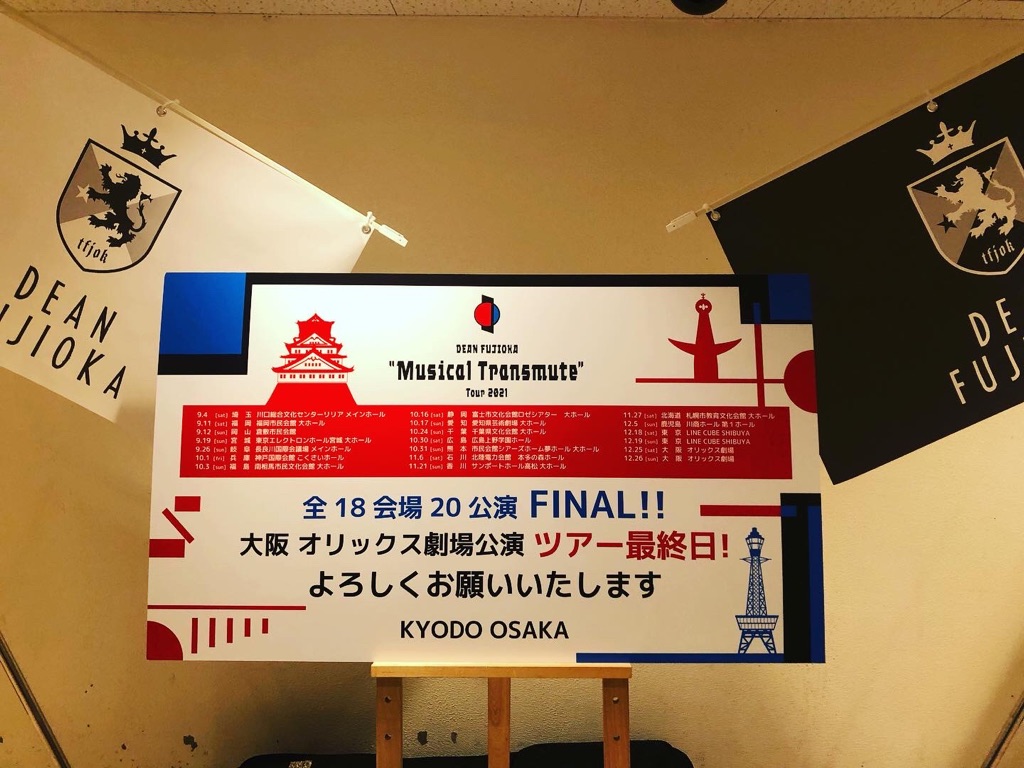 tfjok
DEAN
FUJIOKA
tfjok
DE
FUJ
DEAN FUJIOKA
"Musical Transmute"
Tour 2021
9.4 [sat] 埼 玉 川口総合文化センターリリア メインホール
9.11 [sat] 福 岡 福岡市民会館 大ホール
9.12 [sun] 岡 山 倉敷市民会館
9.19 [sun] 宮 城 東京エレクトロンホール宮城 大ホール
9.26 [sun] 岐 阜 長良川国際会議場 メインホール
10.1 [fri] 兵 庫 神戸国際会館 こくさいホール
10.3 [sun] 福 島 南相馬市民文化会館 大ホール
10.16 [sat] 静 岡 富士市文化会館ロゼシアター 大ホール
10.17 [sun] 愛 知 愛知県芸術劇場 大ホール
10.24 [sun] 千 葉 千葉県文化会館 大ホール
10.30 [sat] 広 島 広島上野学園ホール
10.31 [sun] 熊 本 市民会館シアーズホーム夢ホール 大ホール
11.6 [sat] 石 川 北陸電力会館 本多の森ホール
11.21 [sun] 香 川 サンポートホール高松 大ホール
11.27 [sat] 北海道 札幌市教育文化会館 大ホール
12.5 [sun] 鹿児島 川商ホール 第1ホール
12.18 [sat] 東 京 LINE CUBE SHIBUYA
12.19 [sun] 東 京 LINE CUBE SHIBUYA
12.25 [sat] 大 阪 オリックス劇場
12.26 [sun] 大 阪 オリックス劇場
全18会場20公演 FINAL!!
大阪 オリックス劇場公演 ツアー最終日!
よろしくお願いいたします
KYODO OSAKA